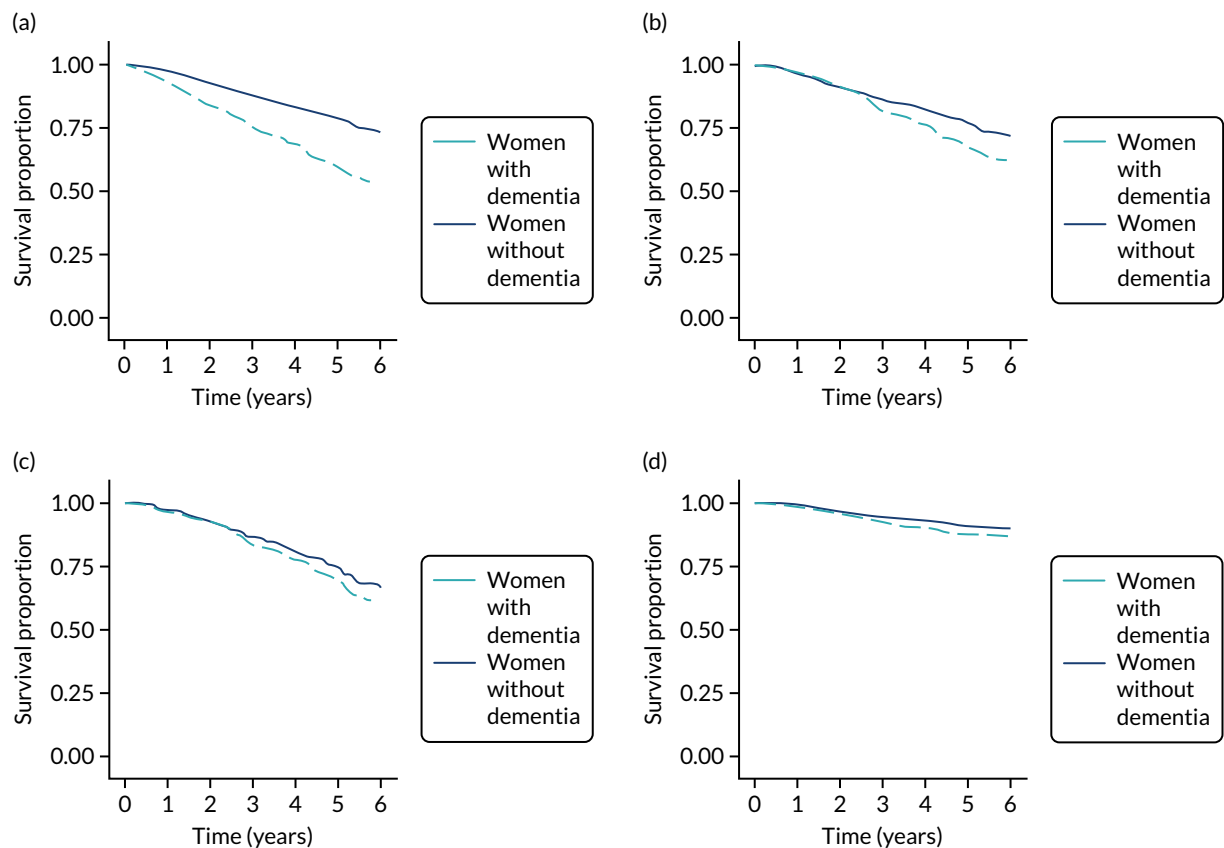 (a)
1.00
0.75
0.50
0.25
0.00
Survival proportion
0 1 2 3 4 5 6
Time (years)
Women
with
dementia
Women
without
dementia
(b)
1.00
0.75
0.50
0.25
0.00
Survival proportion
0 1 2 3 4 5 6
Time (years)
Women
with
dementia
Women
without
dementia
(c)
1.00
0.75
0.50
0.25
0.00
Survival proportion
0 1 2 3 4 5 6
Time (years)
Women
with
dementia
Women
without
dementia
(d)
1.00
0.75
0.50
0.25
0.00
Survival proportion
0 1 2 3 4 5 6
Time (years)
Women
with
dementia
Women
without
dementia